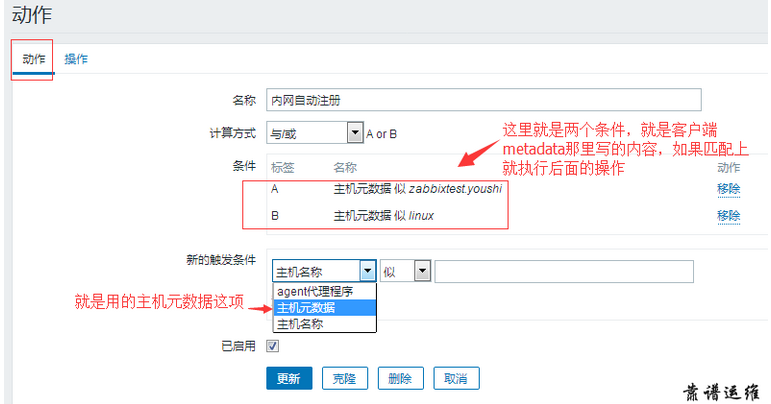 动作
动作 操作
名称 内网自动注册
计算方式 与/或 A or B
这里就是两个条件，就是客户端
metadata那里写的内容，如果匹配上
就执行后面的操作
条件 标签 名称 动作
A 主机元数据 似 zabbixtest.youshi 移除
B 主机元数据 似 linux 移除
新的触发条件 主机名称 似
agent代理程序
就是用的主机元数据这项 主机元数据
主机名称
已启用
更新 克隆 删除 取消
靠谱运维